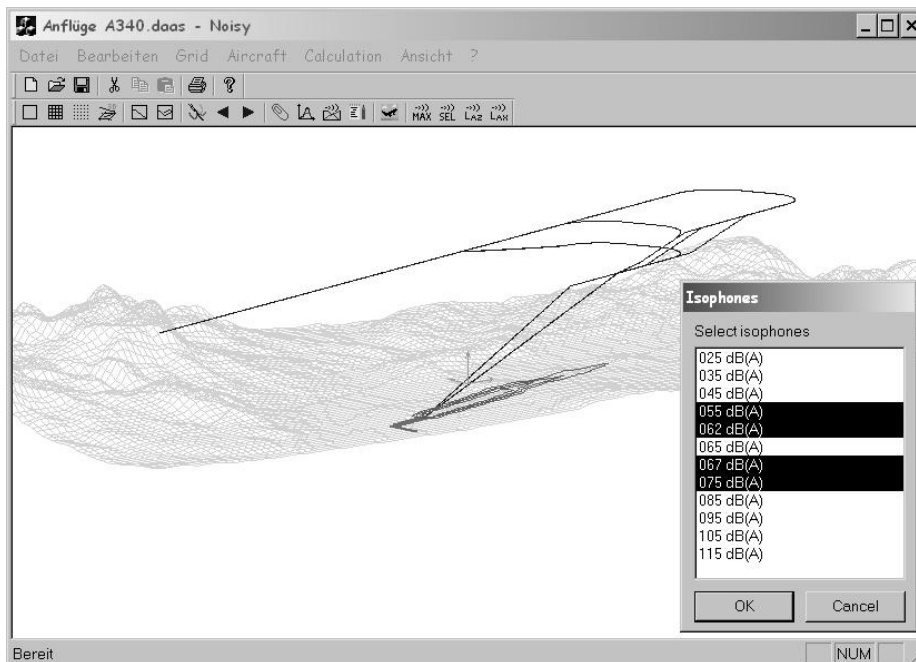 Anflüge A340.daas - Noisy
Datei Bearbeiten Grid Aircraft Calculation Ansicht ?
MAX SEL LAZ LAX
Isophones
Select isophones
025 dB(A)
035 dB(A)
045 dB(A)
055 dB(A)
062 dB(A)
065 dB(A)
067 dB(A)
075 dB(A)
085 dB(A)
095 dB(A)
105 dB(A)
115 dB(A)
OK Cancel
Bereit NUM